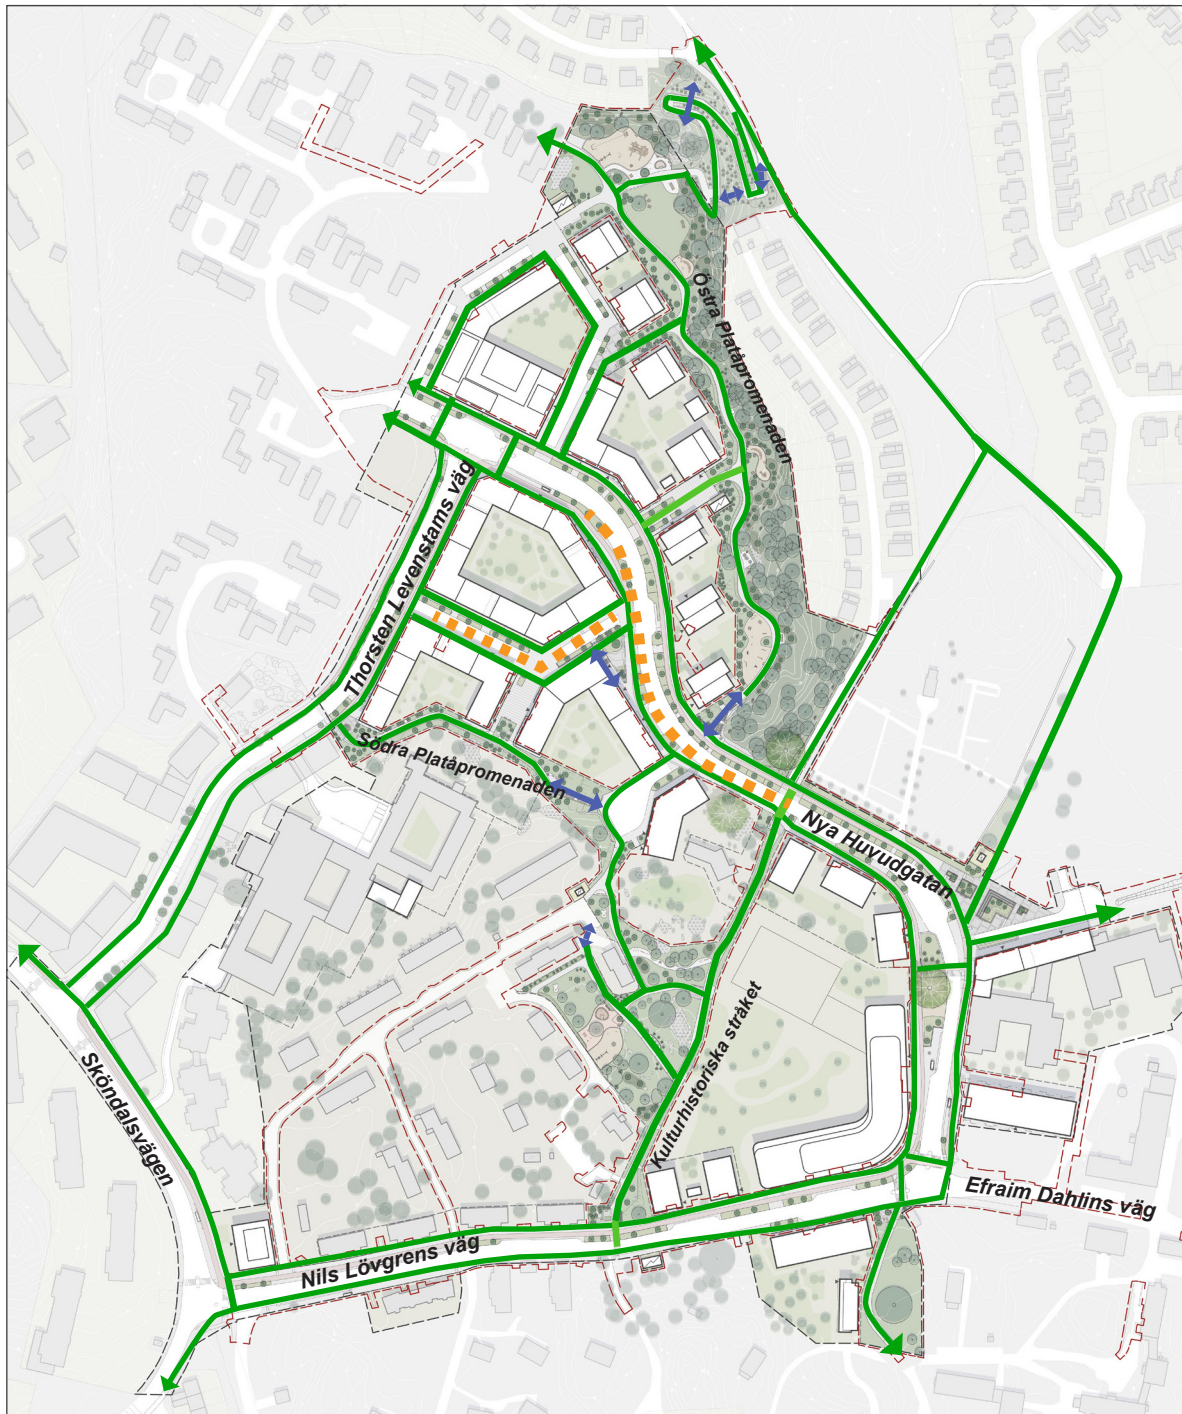 Östra Platåpromenaden
Thorsten Levenstams väg
Södra Platåpromenaden
Nya Huvudgatan
Kulturhistoriska stråket
Sköndalsvägen
Efraim Dahlins väg
Nils Lövgrens väg